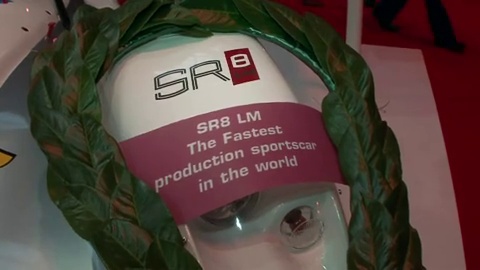 SR8
SR8 LM
The Fastest
production sportscar
in the world